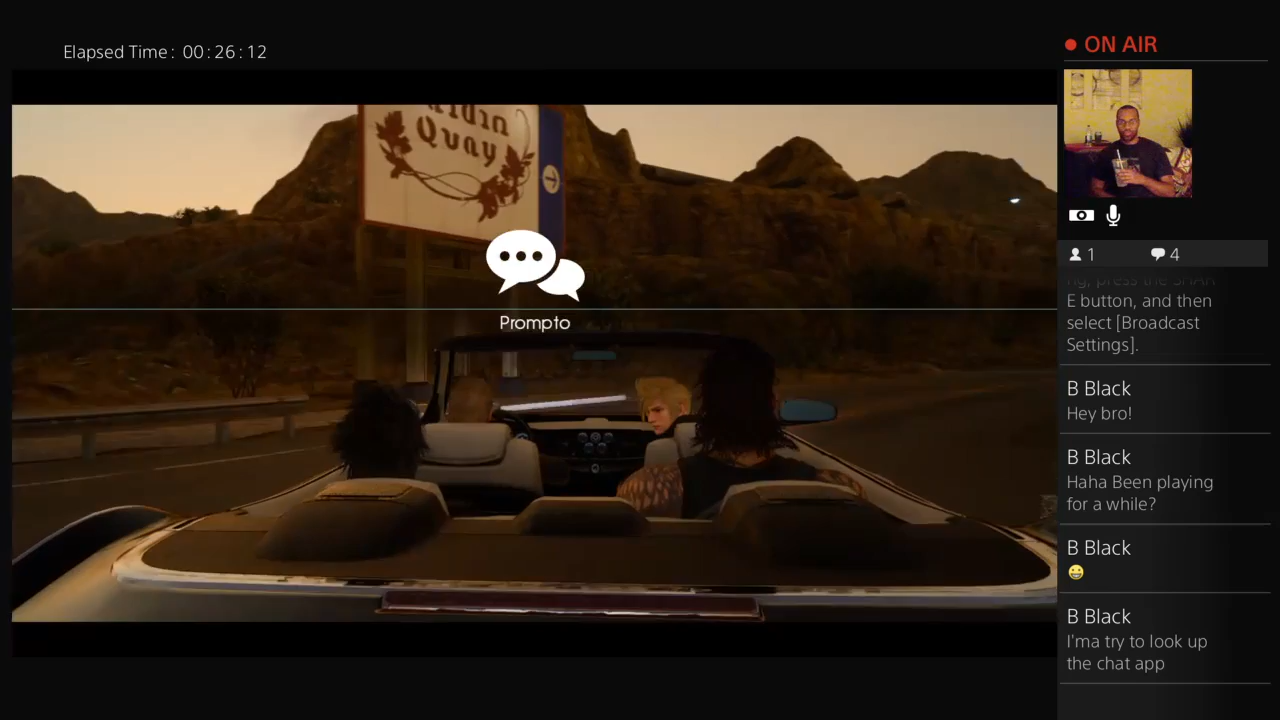 Elapsed Time: 00:26:12
ON AIR
Quay
Prompto
1
4
E button, and then
select [Broadcast
Settings].
B Black
Hey bro!
B Black
Haha Been playing
for a while?
B Black
B Black
I'ma try to look up
the chat app